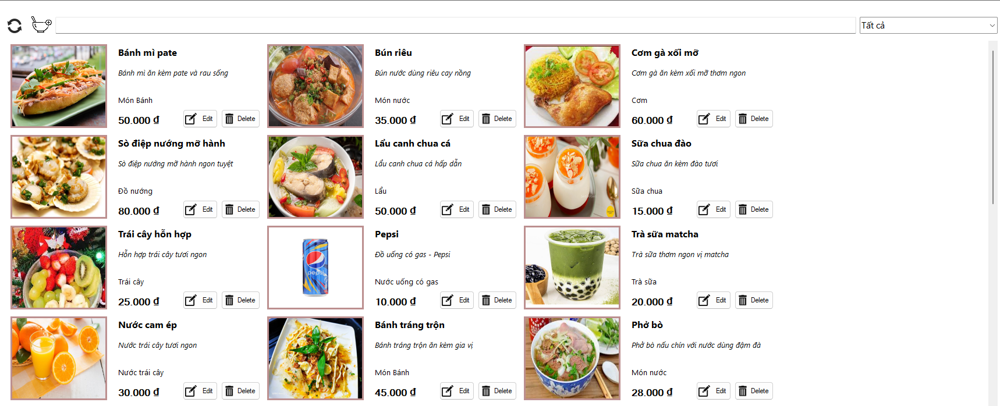 Tất cả
Bánh mì pate
Bánh mì ăn kèm pate và rau sống
Món Bánh
50.000 ₫
Edit
Delete
Bún riêu
Bún nước dùng riêu cay nồng
Món nước
35.000 ₫
Edit
Delete
Cơm gà xối mỡ
Cơm gà ăn kèm xối mỡ thơm ngon
Cơm
60.000 ₫
Edit
Delete
Sò điệp nướng mỡ hành
Sò điệp nướng mỡ hành ngon tuyệt
Đồ nướng
80.000 ₫
Edit
Delete
Lẩu canh chua cá
Lẩu canh chua cá hấp dẫn
Lẩu
50.000 ₫
Edit
Delete
Sữa chua đào
Sữa chua ăn kèm đào tươi
Sữa chua
15.000 ₫
Edit
Delete
Trái cây hỗn hợp
Hỗn hợp trái cây tươi ngon
Trái cây
25.000 ₫
Edit
Delete
pepsi
Pepsi
Đồ uống có gas - Pepsi
Nước uống có gas
10.000 ₫
Edit
Delete
Trà sữa matcha
Trà sữa thơm ngon vị matcha
Trà sữa
20.000 ₫
Edit
Delete
Nước cam ép
Nước trái cây tươi ngon
Nước trái cây
30.000 ₫
Edit
Delete
Bánh tráng trộn
Bánh tráng trộn ăn kèm gia vị
Món Bánh
45.000 ₫
Edit
Delete
Phở bò
Phở bò nấu chín với nước dùng đậm đà
Món nước
28.000 ₫
Edit
Delete